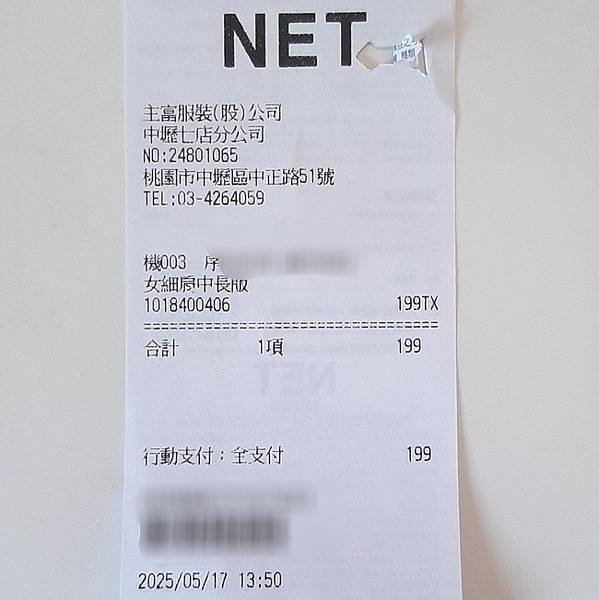 NET
主富服裝(股)公司
中壢七店分公司
NO:24801065
桃園市中壢區中正路51號
TEL:03-4264059
機003 序
女細肩中長版
1018400406 199TX
==================================
合計 1項 199
行動支付：全支付 199
2025/05/17 13:50